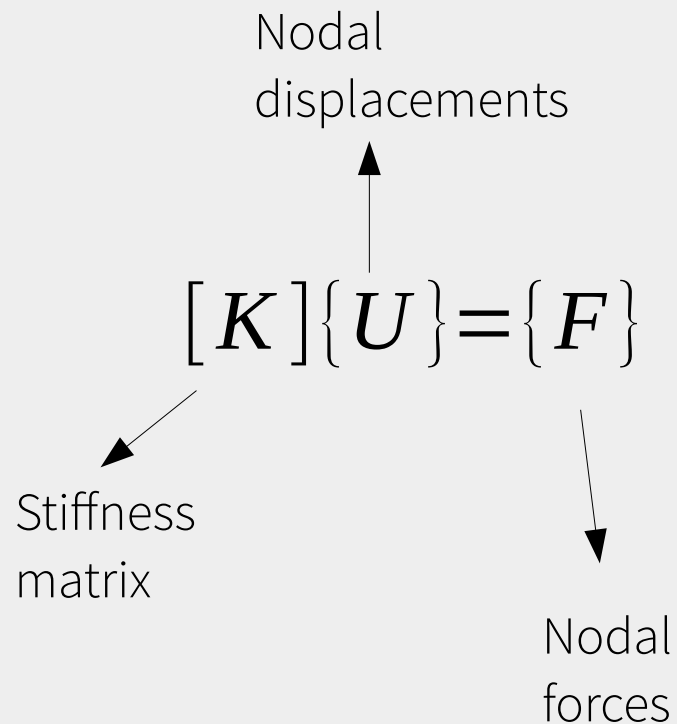 Nodal
displacements
[K]{U}={F}
Stiffness
matrix
Nodal
forces